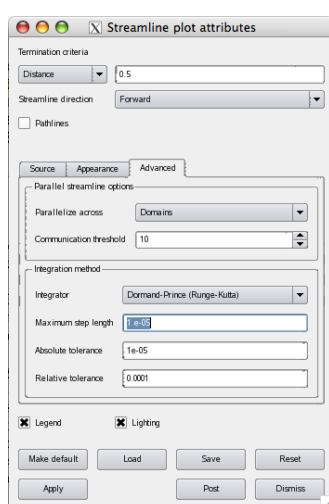 X Streamline plot attributes
Termination criteria
Distance 0.5
Streamline direction Forward
Pathlines
Source Appearance Advanced
Parallel streamline options
Parallelize across Domains
Communication threshold 10
Integration method
Integrator Dormand-Prince (Runge-Kutta)
Maximum step length 1.e-05
Absolute tolerance 1e-05
Relative tolerance 0.0001
Legend Lighting
Make default Load Save Reset
Apply Post Dismiss